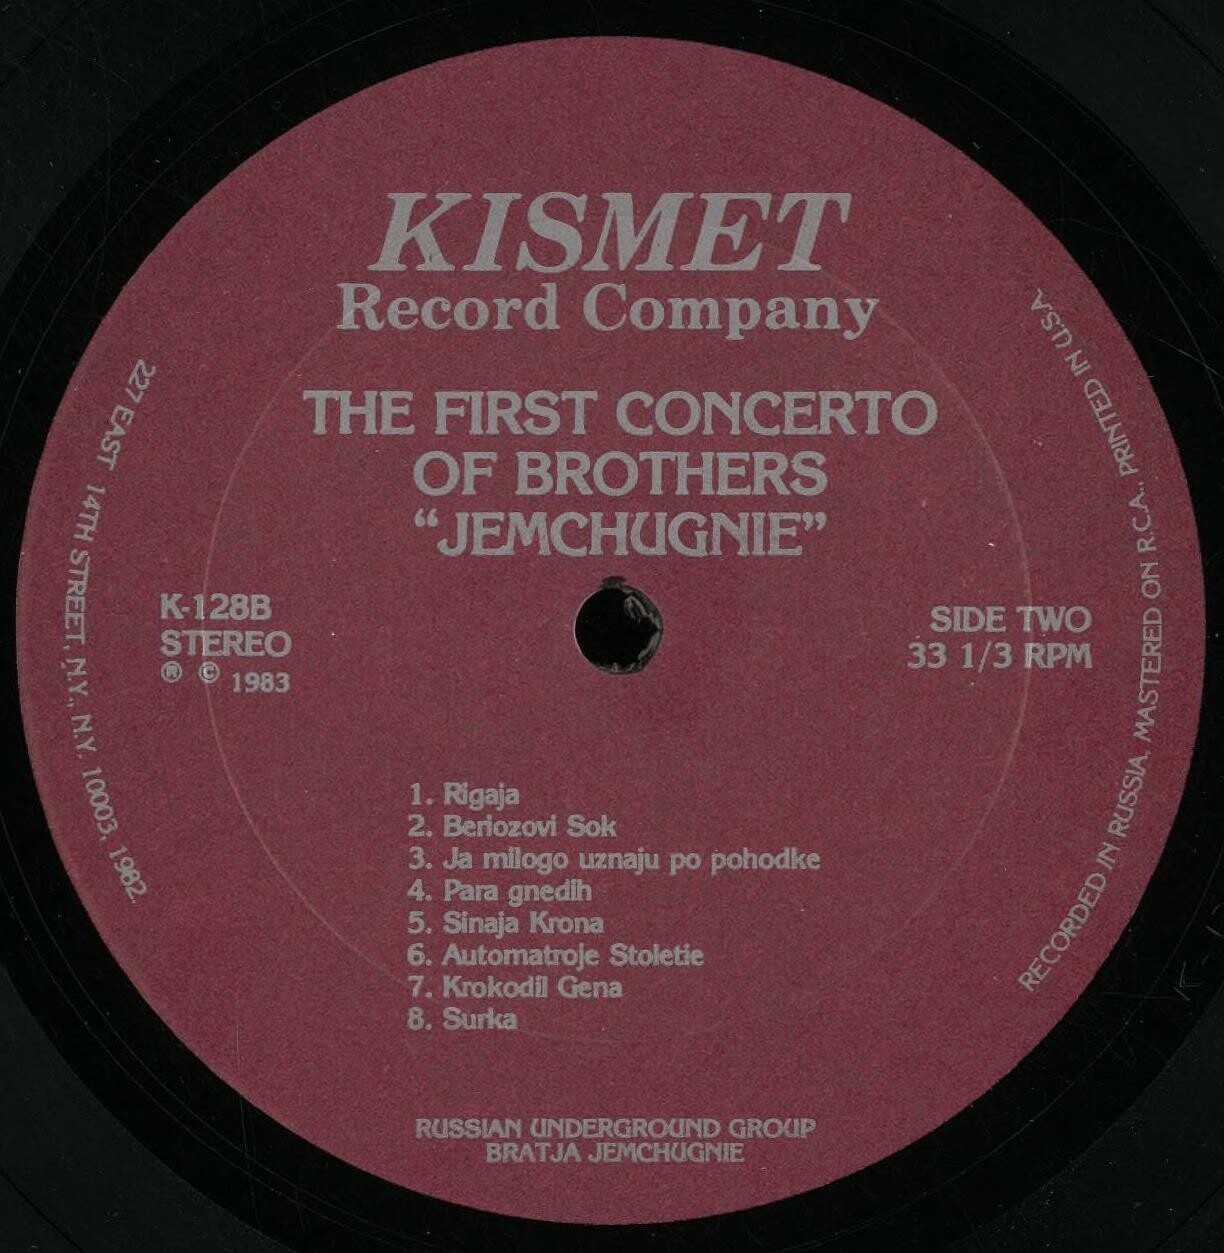 KISMET
Record Company
THE FIRST CONCERTO
OF BROTHERS
“JEMCHUGNIE”
K-128B
STEREO
® © 1983
SIDE TWO
33 1/3 RPM
1. Rigaja
2. Beriozovi Sok
3. Ja milogo uznaju po pohodke
4. Para gnedih
5. Sinaja Krona
6. Automatroje Stoletie
7. Krokodil Gena
8. Surka
RUSSIAN UNDERGROUND GROUP
BRATJA JEMCHUGNIE
227 EAST 14TH STREET, N.Y., N.Y. 10003, 1982.
RECORDED IN RUSSIA, MASTERED ON R.C.A., PRINTED IN U.S.A.